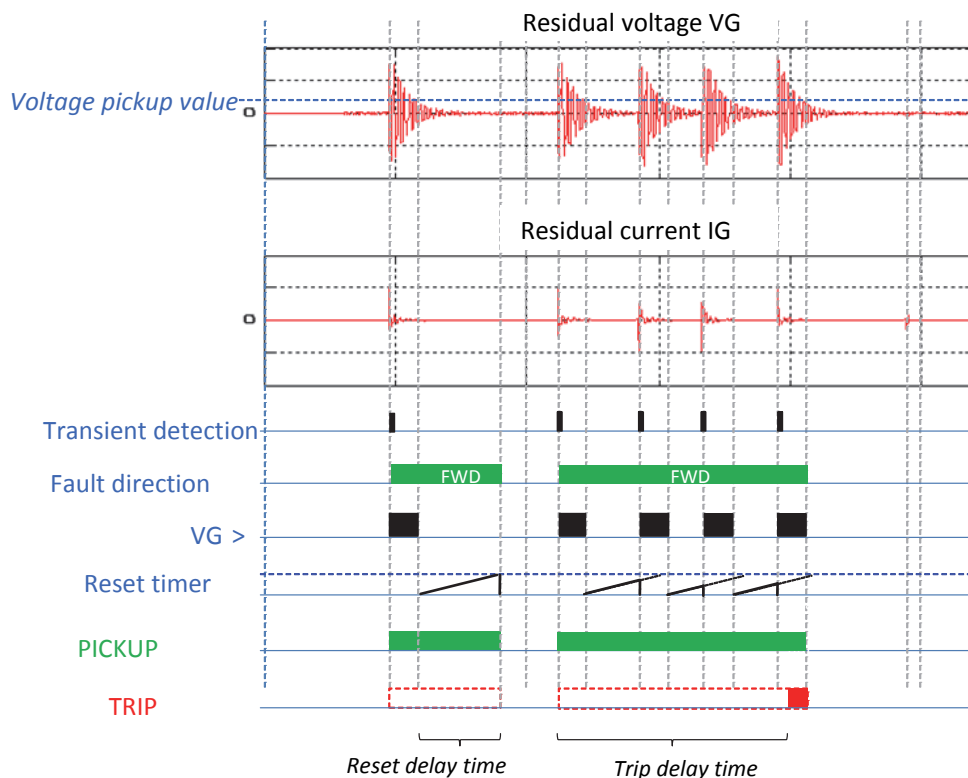 Residual voltage VG
Voltage pickup value
0
Residual current IG
0
Transient detection
Fault direction
FWD
FWD
VG >
Reset timer
PICKUP
TRIP
Reset delay time
Trip delay time